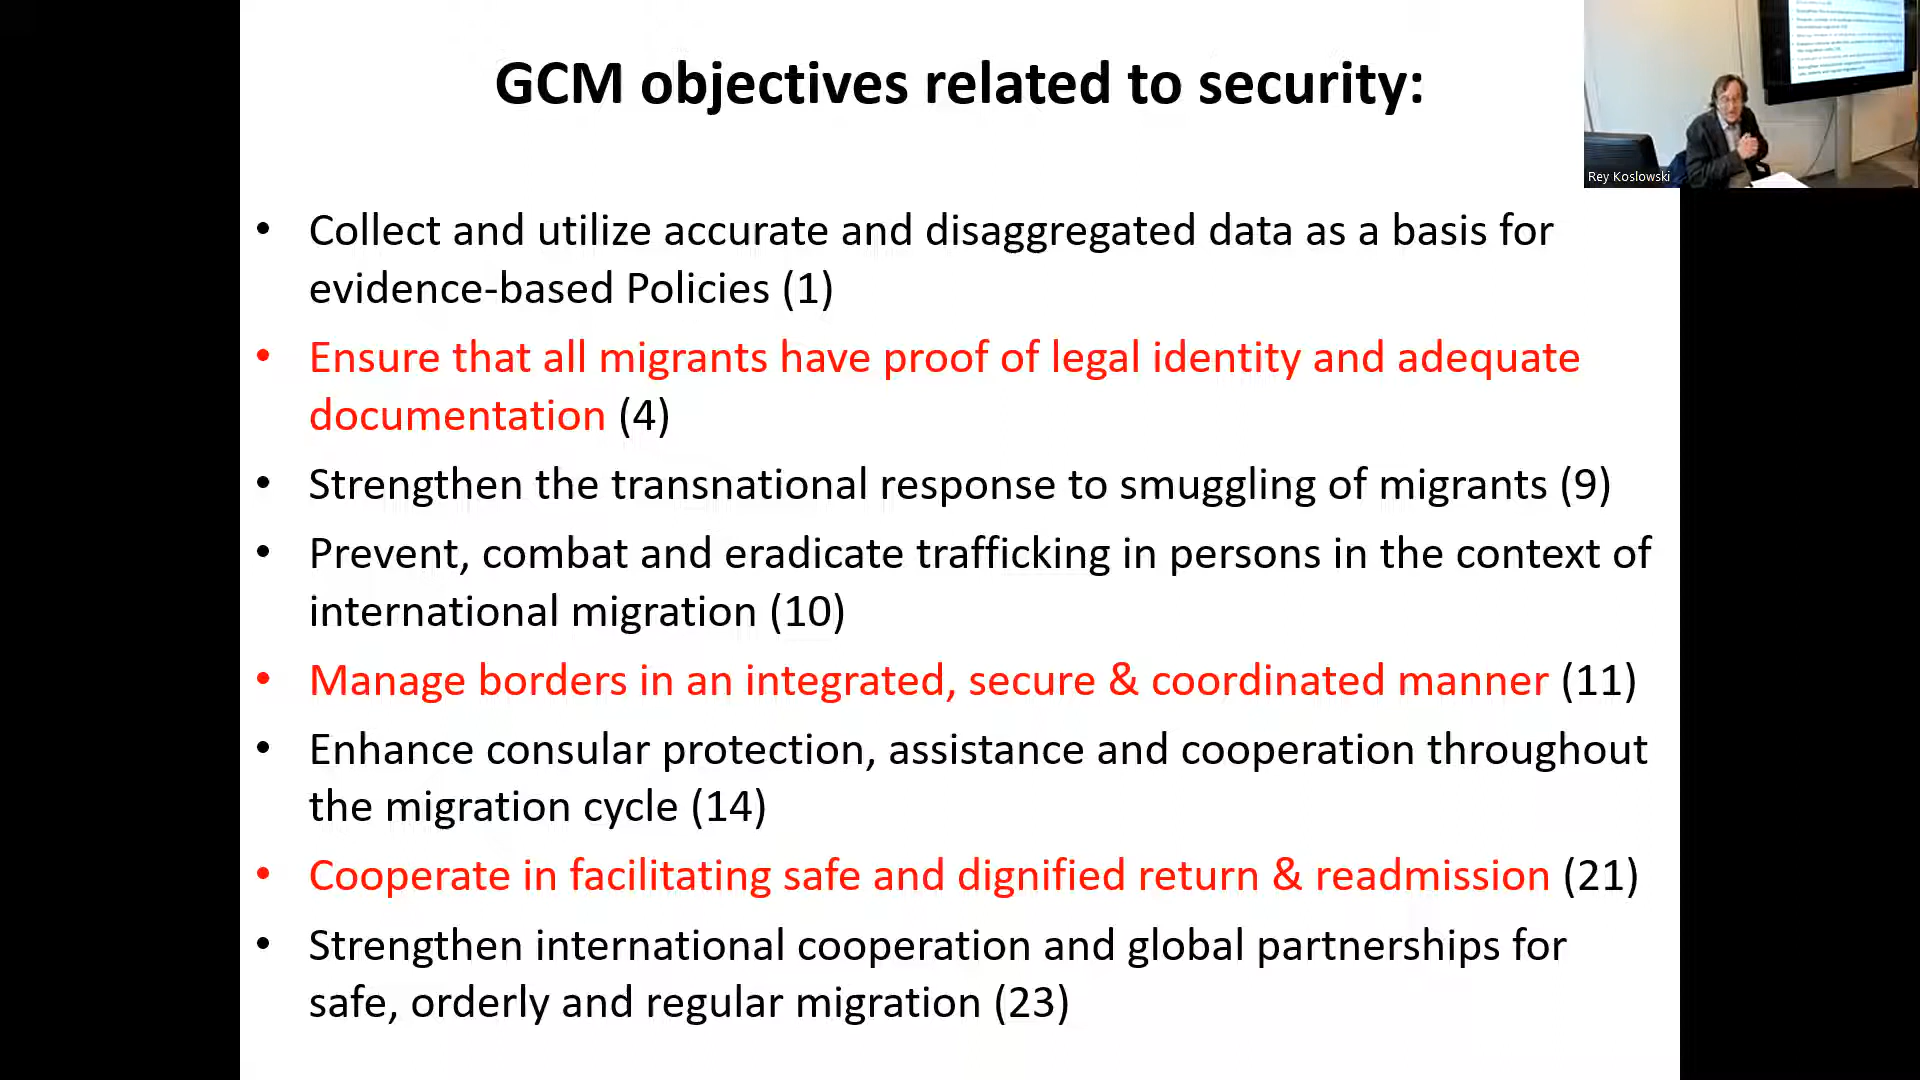 GCM objectives related to security:
Rey Koslowski
• Collect and utilize accurate and disaggregated data as a basis for
evidence-based Policies (1)
• Ensure that all migrants have proof of legal identity and adequate
documentation (4)
• Strengthen the transnational response to smuggling of migrants (9)
• Prevent, combat and eradicate trafficking in persons in the context of
international migration (10)
• Manage borders in an integrated, secure & coordinated manner (11)
• Enhance consular protection, assistance and cooperation throughout
the migration cycle (14)
• Cooperate in facilitating safe and dignified return & readmission (21)
• Strengthen international cooperation and global partnerships for
safe, orderly and regular migration (23)